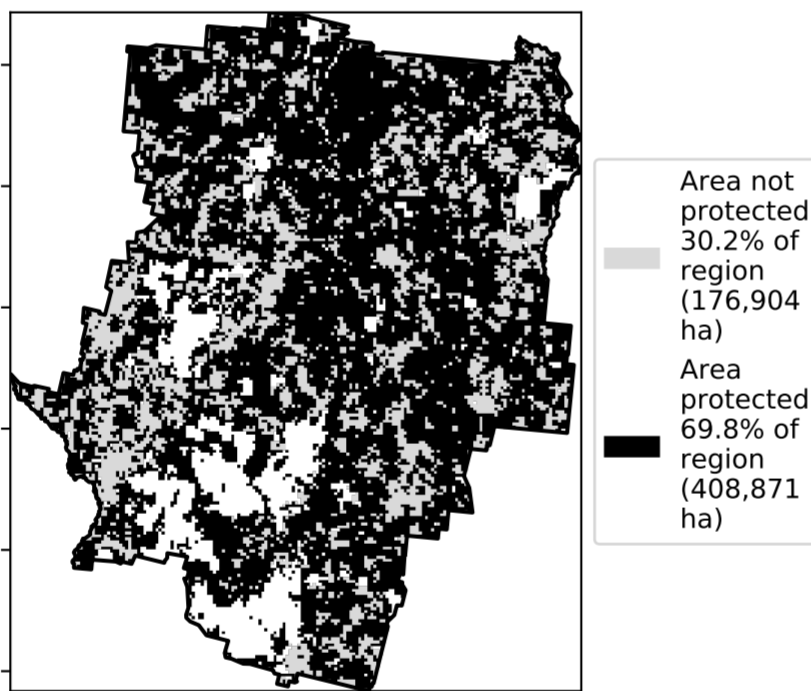 Area not
protected
30.2% of
region
(176,904
ha)
Area
protected
69.8% of
region
(408,871
ha)